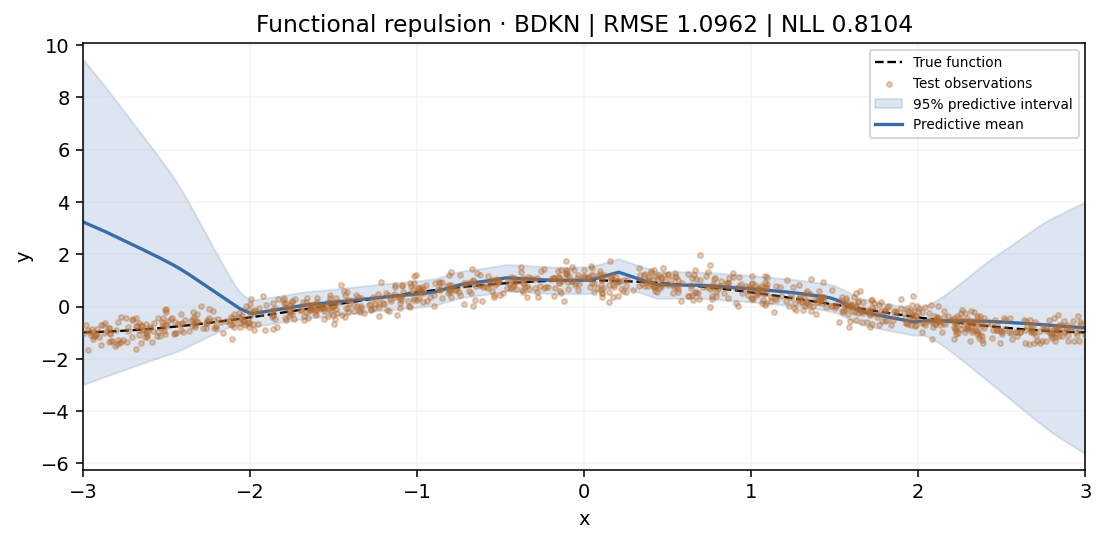 Functional repulsion · BDKN | RMSE 1.0962 | NLL 0.8104
10
8
6
4
2
0
−2
−4
−6
y
True function
Test observations
95% predictive interval
Predictive mean
−3 −2 −1 0 1 2 3
x